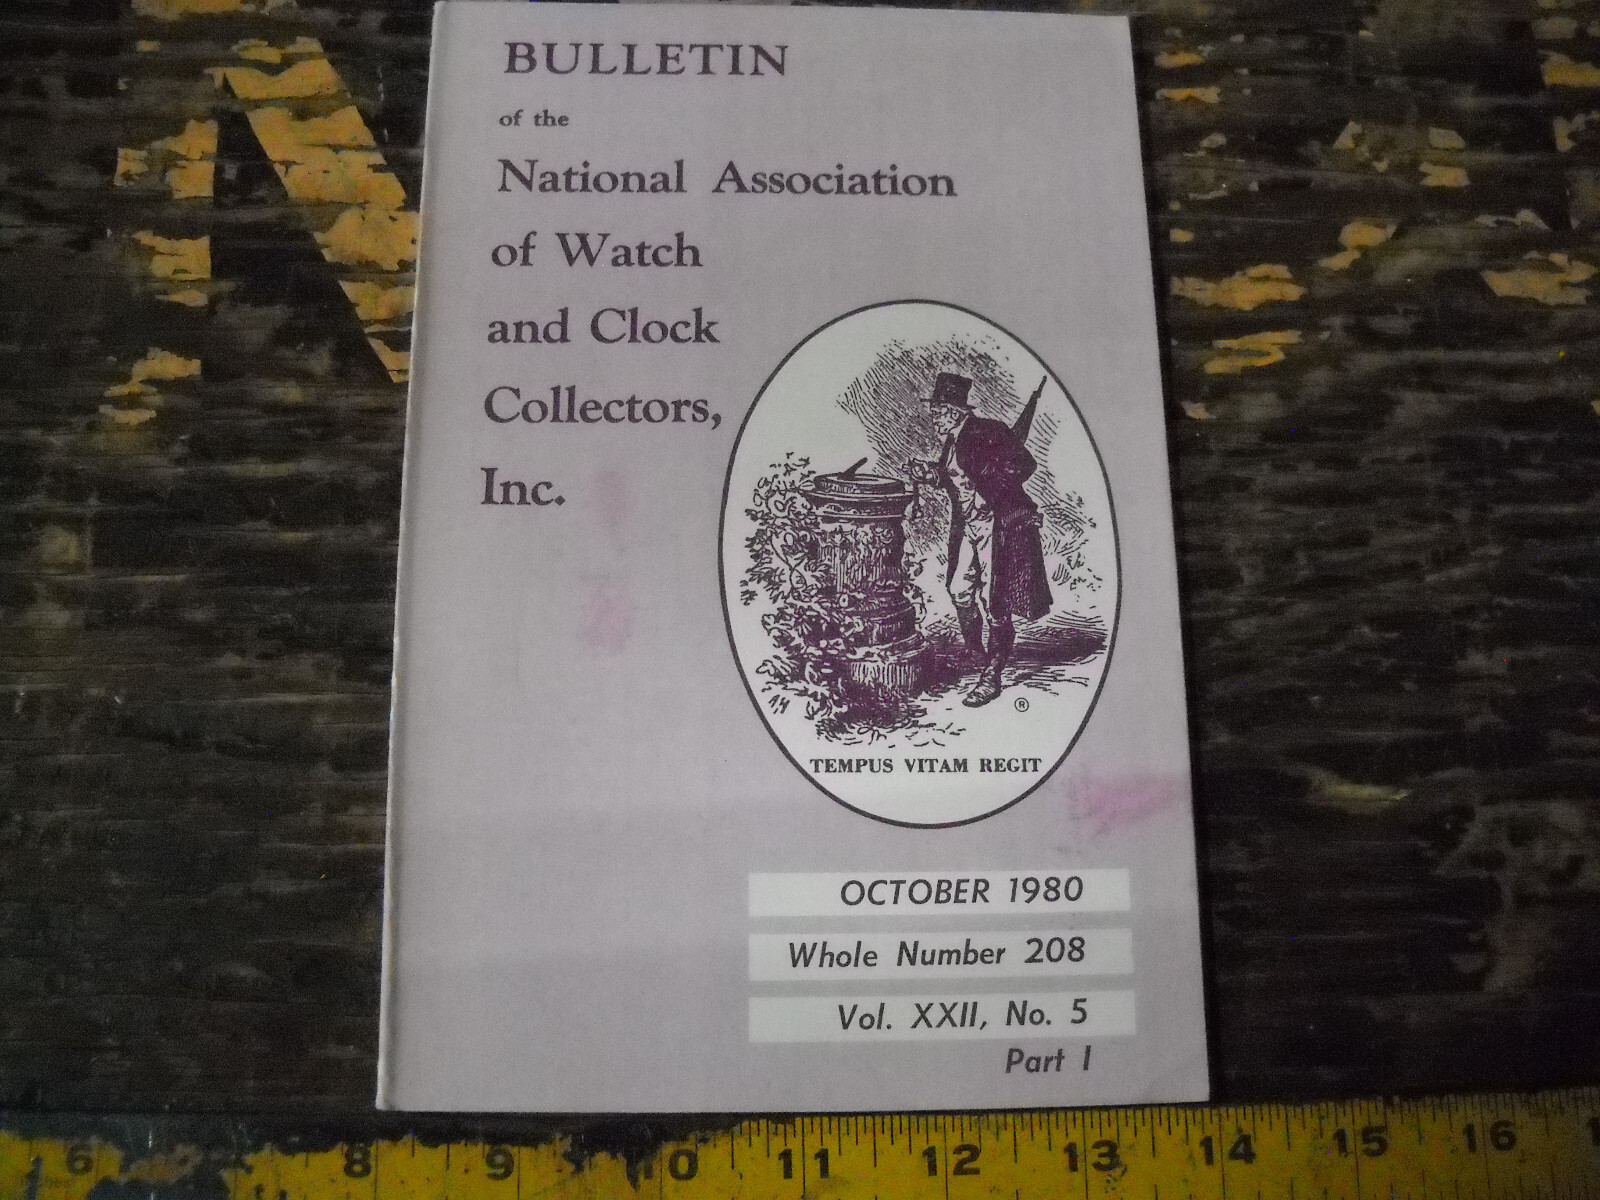 BULLETIN
of the
National Association
of Watch
and Clock
Collectors,
Inc.
®
TEMPUS VITAM REGIT
OCTOBER 1980
Whole Number 208
Vol. XXII, No. 5
Part I
6 8 9 10 11 12 13 14 15 16